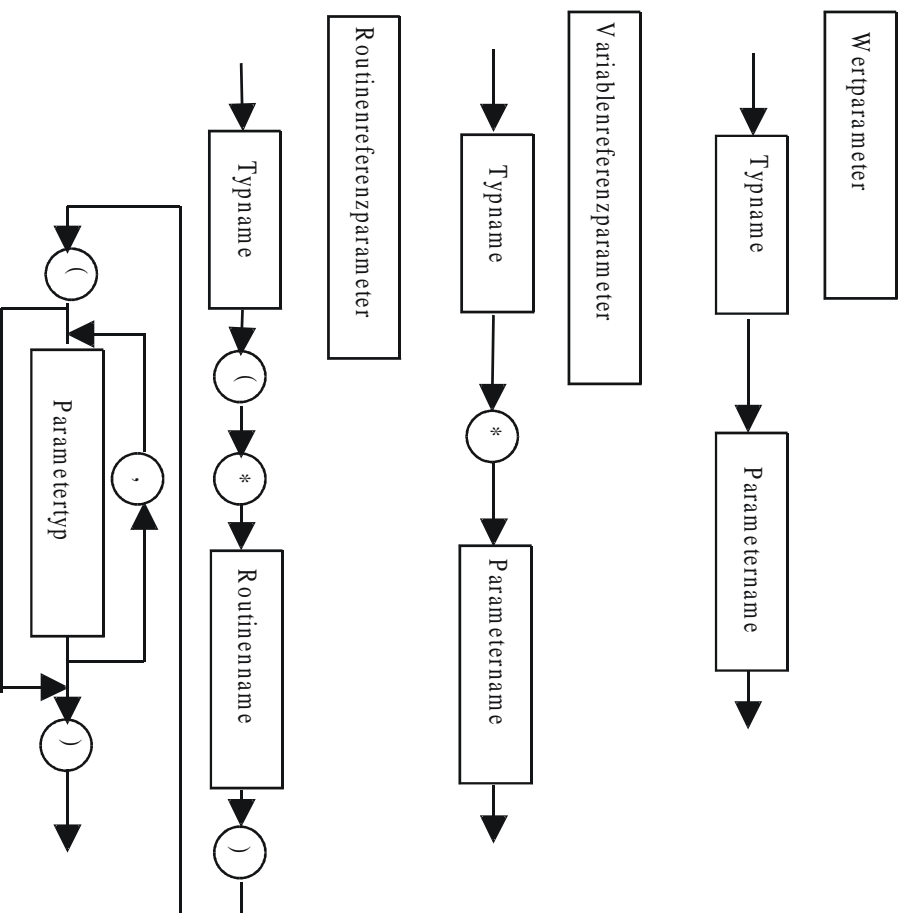 Wertparameter
Typname
Parametername
Variablenreferenzparameter
Typname
*
Parametername
Routinenreferenzparameter
Typname
(
*
Routinenname
)
(
Parametertyp
,
)